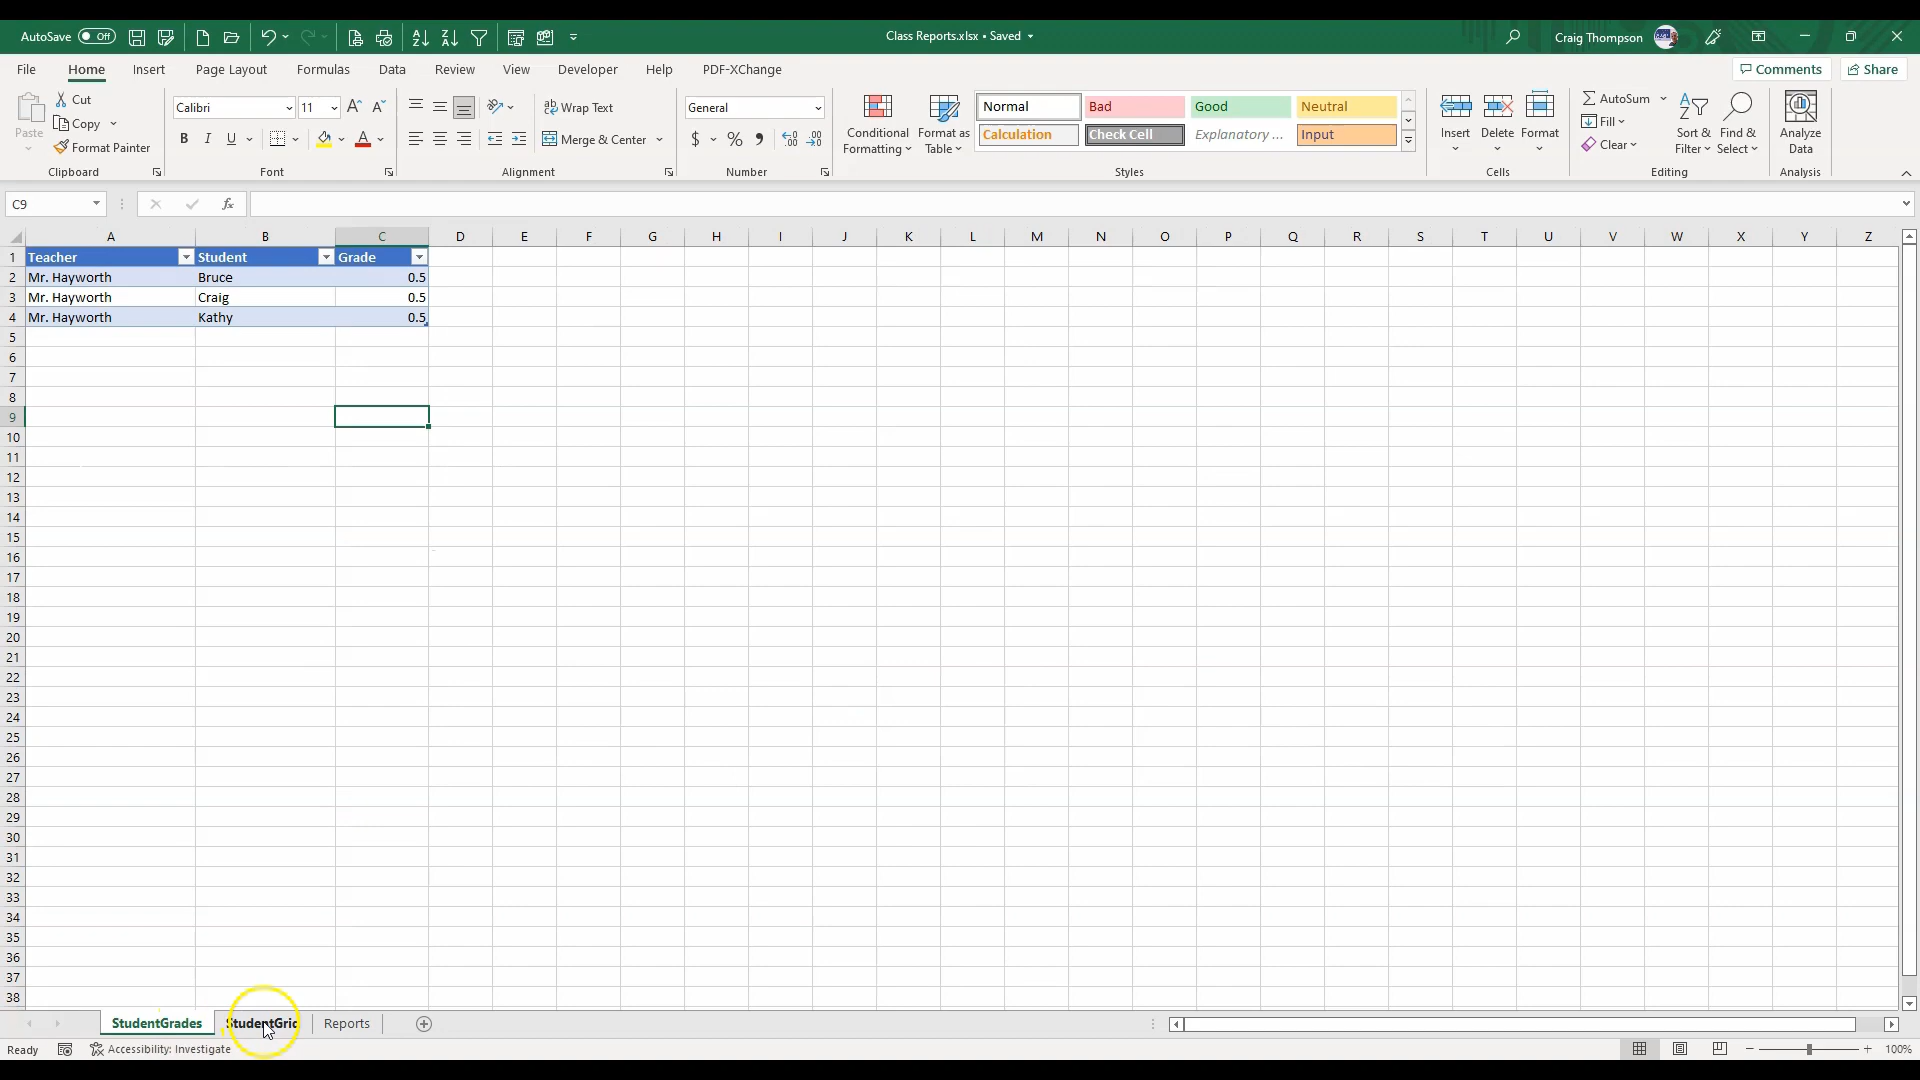 AutoSave Off Class Reports.xlsx • Saved Craig Thompson
File Home Insert Page Layout Formulas Data Review View Developer Help PDF-XChange Comments Share
Paste Cut Copy Format Painter Clipboard
Calibri 11 A A B I U A Font
ab Wrap Text Merge & Center Alignment
General $ % Number
Conditional Formatting Format as Table
Normal Bad Good Neutral
Calculation Check Cell Explanatory ... Input
Styles
Insert Delete Format Cells
AutoSum Fill Clear Sort & Filter Find & Select Editing
Analyze Data Analysis
C9 fx
A B C D E F G H I J K L M N O P Q R S T U V W X Y Z
1 Teacher Student Grade
2 Mr. Hayworth Bruce 0.5
3 Mr. Hayworth Craig 0.5
4 Mr. Hayworth Kathy 0.5
5
6
7
8
9
10
11
12
13
14
15
16
17
18
19
20
21
22
23
24
25
26
27
28
29
30
31
32
33
34
35
36
37
38
StudentGrades StudentGrid Reports
Ready Accessibility: Investigate 100%